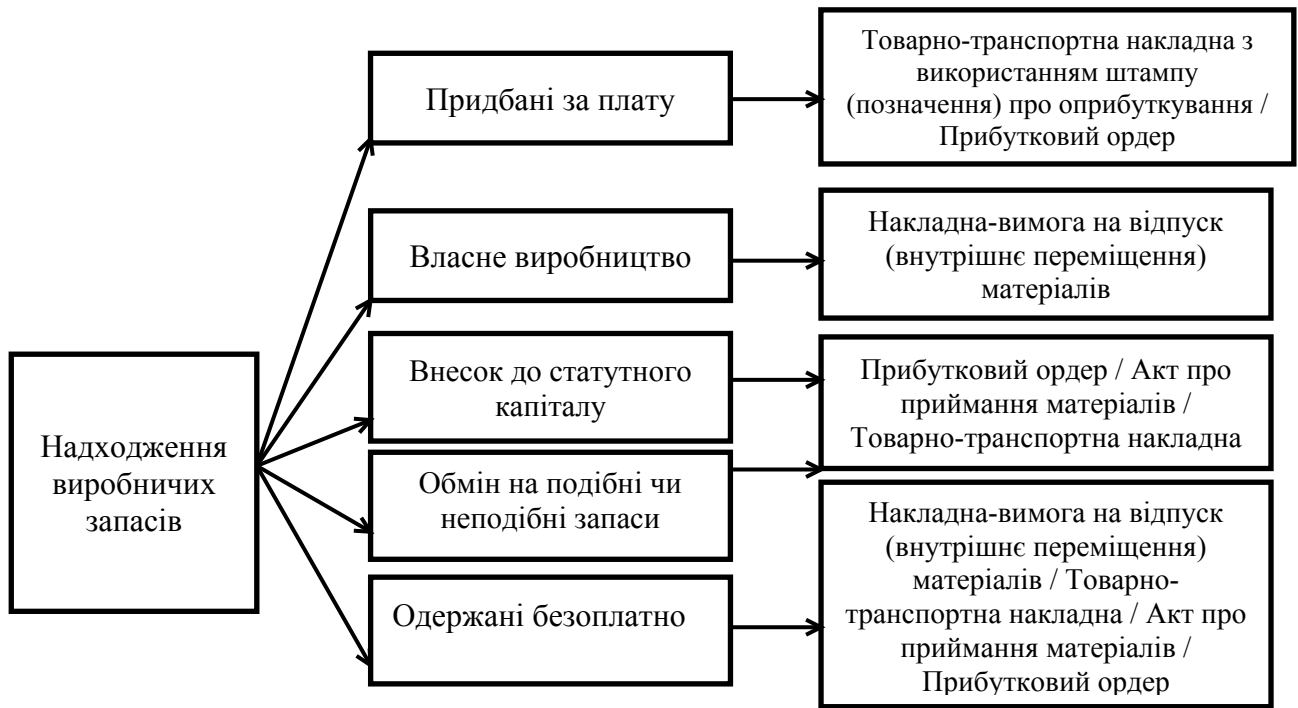 Надходження
виробничих
запасів
Придбані за плату
Товарно-транспортна накладна з
використанням штампу
(позначення) про оприбуткування /
Прибутковий ордер
Власне виробництво
Накладна-вимога на відпуск
(внутрішнє переміщення)
матеріалів
Внесок до статутного
капіталу
Прибутковий ордер / Акт про
приймання матеріалів /
Товарно-транспортна накладна
Обмін на подібні чи
неподібні запаси
Одержані безоплатно
Накладна-вимога на відпуск
(внутрішнє переміщення)
матеріалів / Товарно-
транспортна накладна / Акт про
приймання матеріалів /
Прибутковий ордер